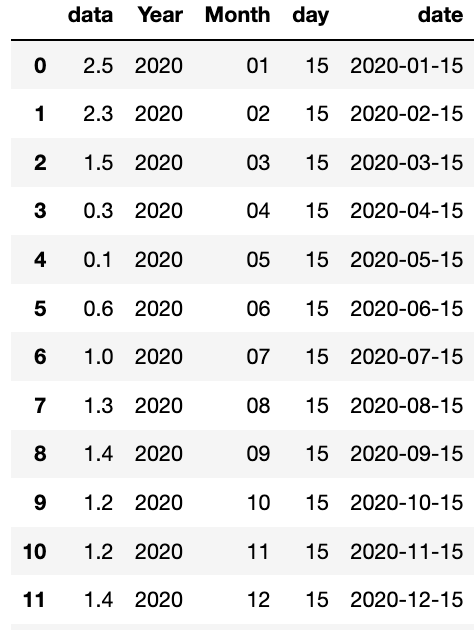 data Year Month day date
0 2.5 2020 01 15 2020-01-15
1 2.3 2020 02 15 2020-02-15
2 1.5 2020 03 15 2020-03-15
3 0.3 2020 04 15 2020-04-15
4 0.1 2020 05 15 2020-05-15
5 0.6 2020 06 15 2020-06-15
6 1.0 2020 07 15 2020-07-15
7 1.3 2020 08 15 2020-08-15
8 1.4 2020 09 15 2020-09-15
9 1.2 2020 10 15 2020-10-15
10 1.2 2020 11 15 2020-11-15
11 1.4 2020 12 15 2020-12-15